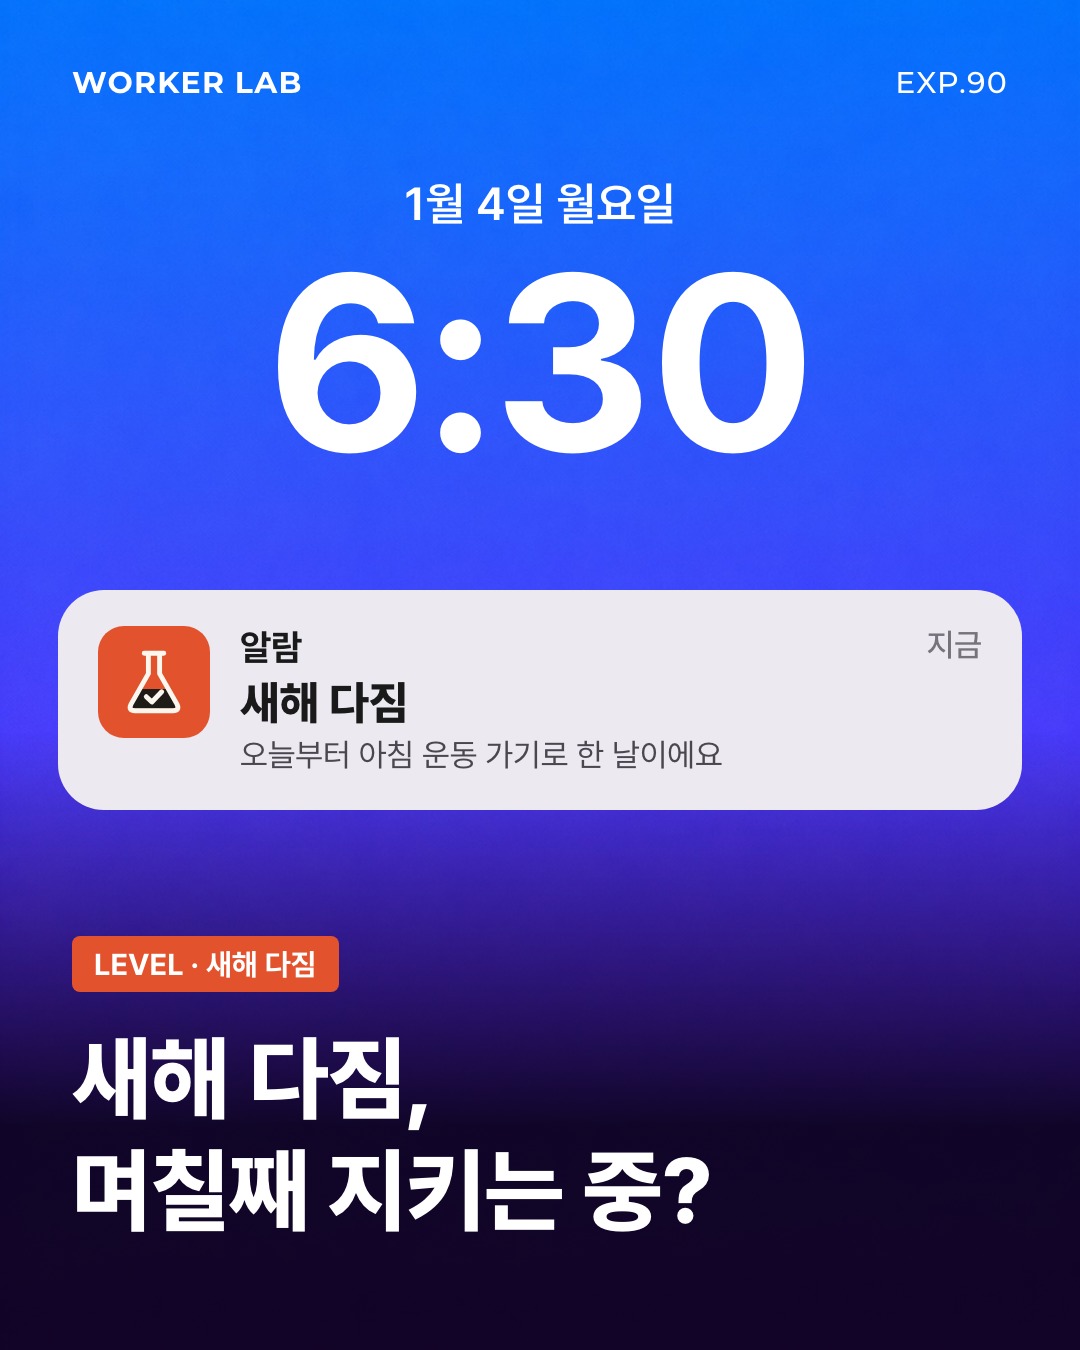 WORKER LAB
EXP.90
1월 4일 월요일
6:30
알람
지금
새해 다짐
오늘부터 아침 운동 가기로 한 날이에요
LEVEL · 새해 다짐
새해 다짐,
며칠째 지키는 중?